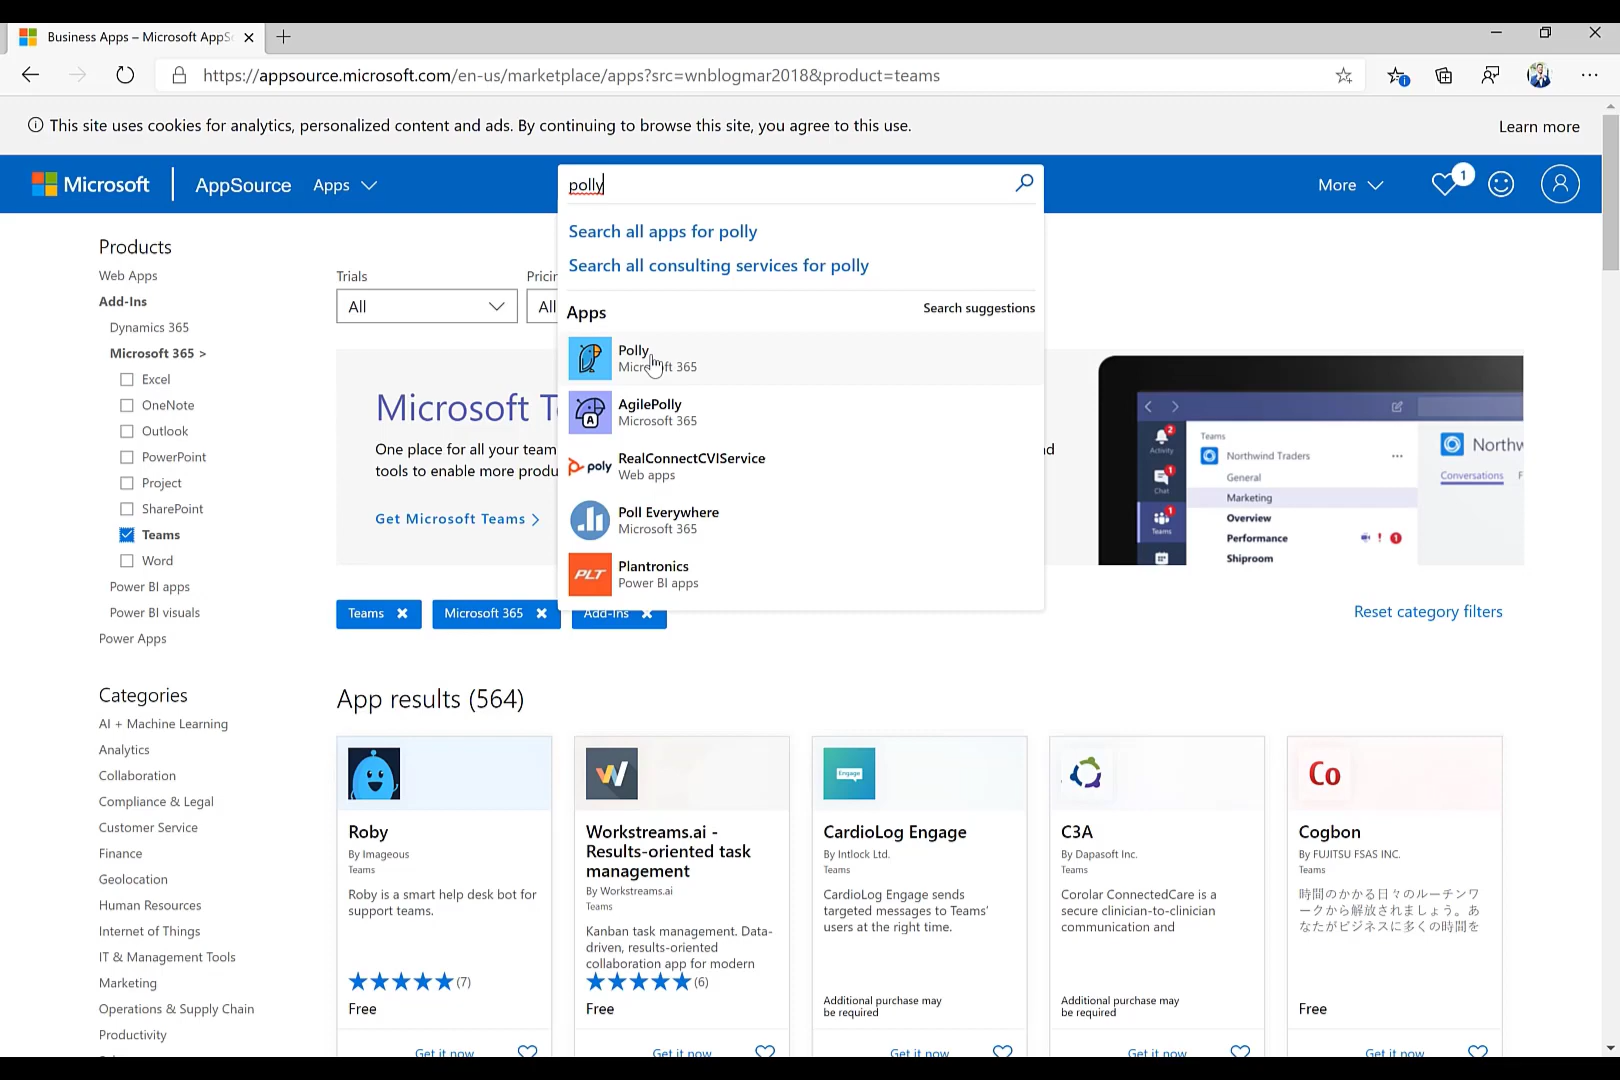 Business Apps – Microsoft AppS
https://appsource.microsoft.com/en-us/marketplace/apps?src=wnblogmar2018&product=teams
This site uses cookies for analytics, personalized content and ads. By continuing to browse this site, you agree to this use.
Learn more
Microsoft
AppSource
Apps
polly
More
1
Search all apps for polly
Search all consulting services for polly
Apps
Search suggestions
Polly
Microsoft 365
AgilePolly
Microsoft 365
poly
RealConnectCVIService
Web apps
Poll Everywhere
Microsoft 365
PLT
Plantronics
Power BI apps
Products
Web Apps
Add-Ins
Dynamics 365
Microsoft 365 >
Excel
OneNote
Outlook
PowerPoint
Project
SharePoint
Teams
Word
Power BI apps
Power BI visuals
Power Apps
Categories
AI + Machine Learning
Analytics
Collaboration
Compliance & Legal
Customer Service
Finance
Geolocation
Human Resources
Internet of Things
IT & Management Tools
Marketing
Operations & Supply Chain
Productivity
Trials
All
Pricin
All
Microsoft T
One place for all your team
tools to enable more produ
Get Microsoft Teams >
Activity
Chat
Teams
Teams
Northwind Traders
General
Marketing
Overview
Performance
Shiproom
Northw
Conversations
F
Teams
Microsoft 365
Add-Ins
Reset category filters
App results (564)
Roby
By Imageous
Teams
Roby is a smart help desk bot for
support teams.
(7)
Free
Get it now
Workstreams.ai -
Results-oriented task
management
By Workstreams.ai
Teams
Kanban task management. Data-
driven, results-oriented
collaboration app for modern
(6)
Free
Get it now
Engage
CardioLog Engage
By Intlock Ltd.
Teams
CardioLog Engage sends
targeted messages to Teams'
users at the right time.
Additional purchase may
be required
Get it now
C3A
By Dapasoft Inc.
Teams
Corolar ConnectedCare is a
secure clinician-to-clinician
communication and
Additional purchase may
be required
Get it now
Co
Cogbon
By FUJITSU FSAS INC.
Teams
時間のかかる日々のルーチンワ
ークから解放されましょう。あ
なたがビジネスに多くの時間を
Free
Get it now